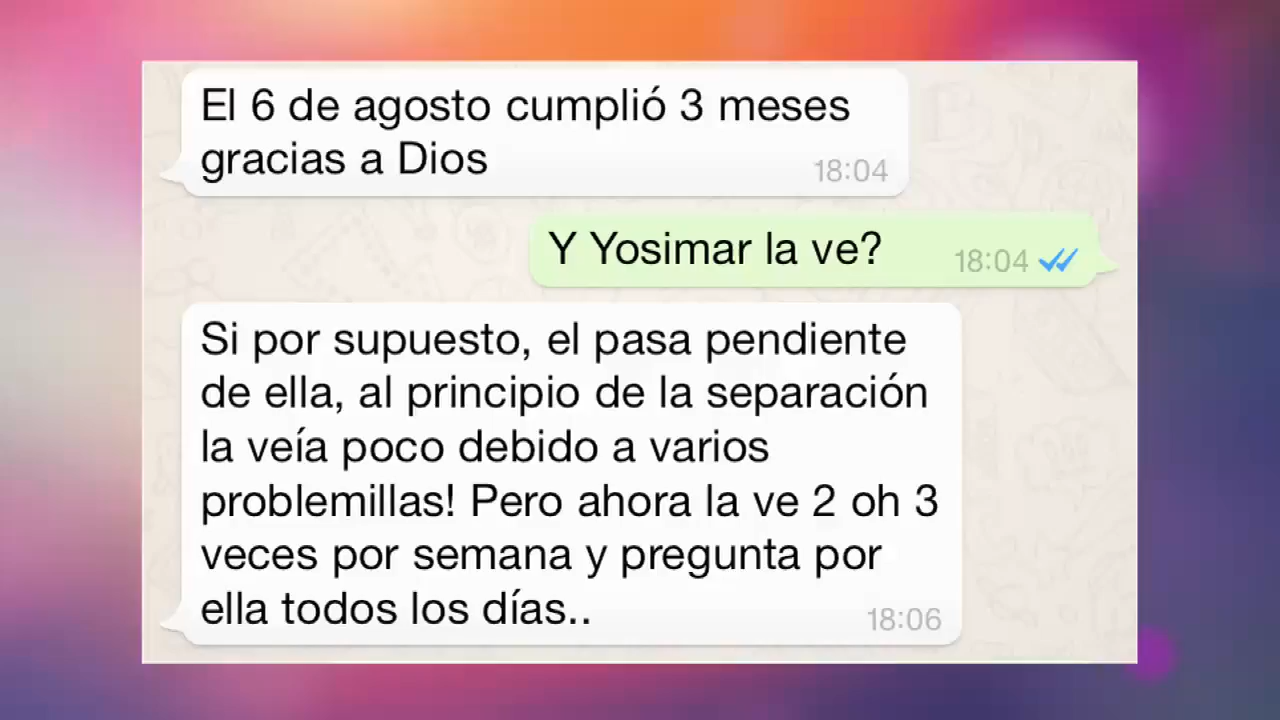 El 6 de agosto cumplió 3 meses
gracias a Dios
18:04
Y Yosimar la ve?
18:04
Si por supuesto, el pasa pendiente
de ella, al principio de la separación
la veía poco debido a varios
problemillas! Pero ahora la ve 2 oh 3
veces por semana y pregunta por
ella todos los días..
18:06